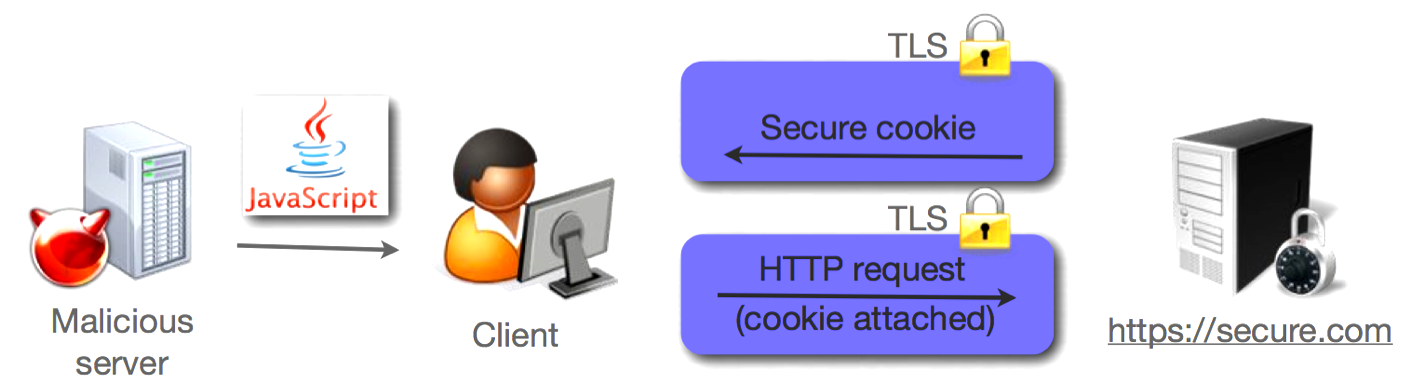 TLS
Secure cookie
JavaScript
TLS
HTTP request
(cookie attached)
Malicious
server
Client
https://secure.com